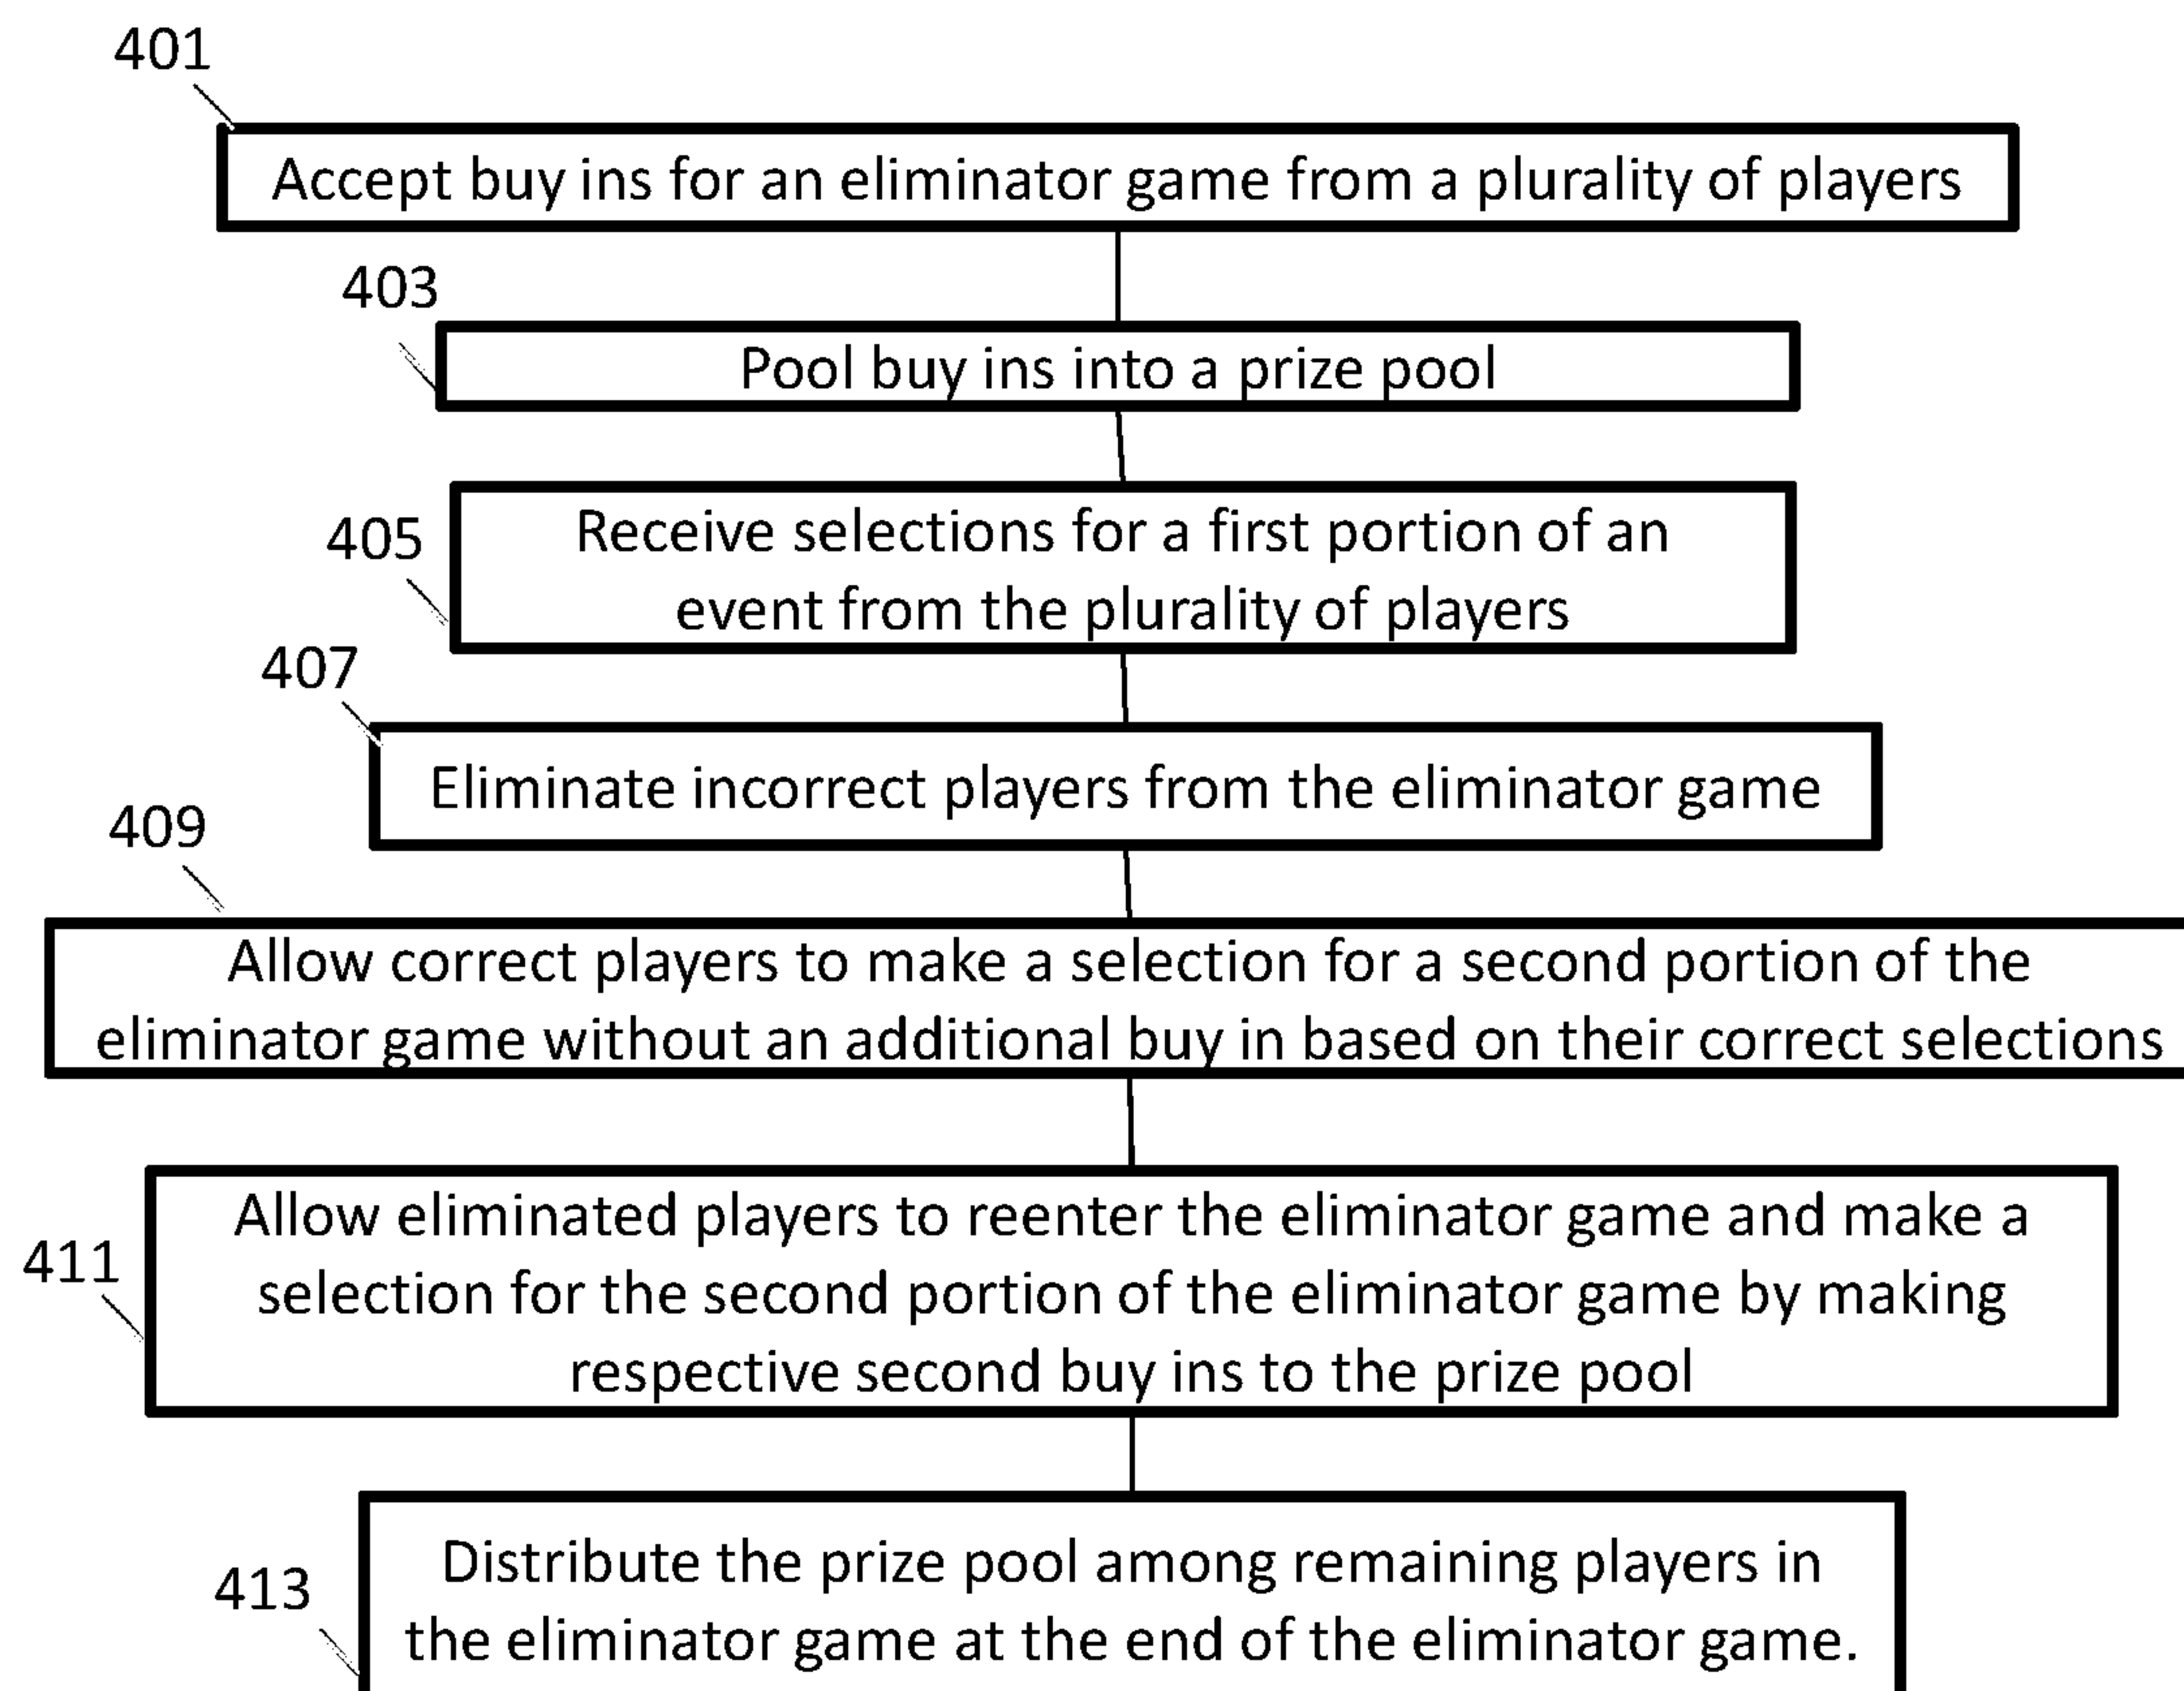 401
Accept buy ins for an eliminator game from a plurality of players
403
Pool buy ins into a prize pool
405
Receive selections for a first portion of an
event from the plurality of players
407
Eliminate incorrect players from the eliminator game
409
Allow correct players to make a selection for a second portion of the
eliminator game without an additional buy in based on their correct selections
411
Allow eliminated players to reenter the eliminator game and make a
selection for the second portion of the eliminator game by making
respective second buy ins to the prize pool
413
Distribute the prize pool among remaining players in
the eliminator game at the end of the eliminator game.